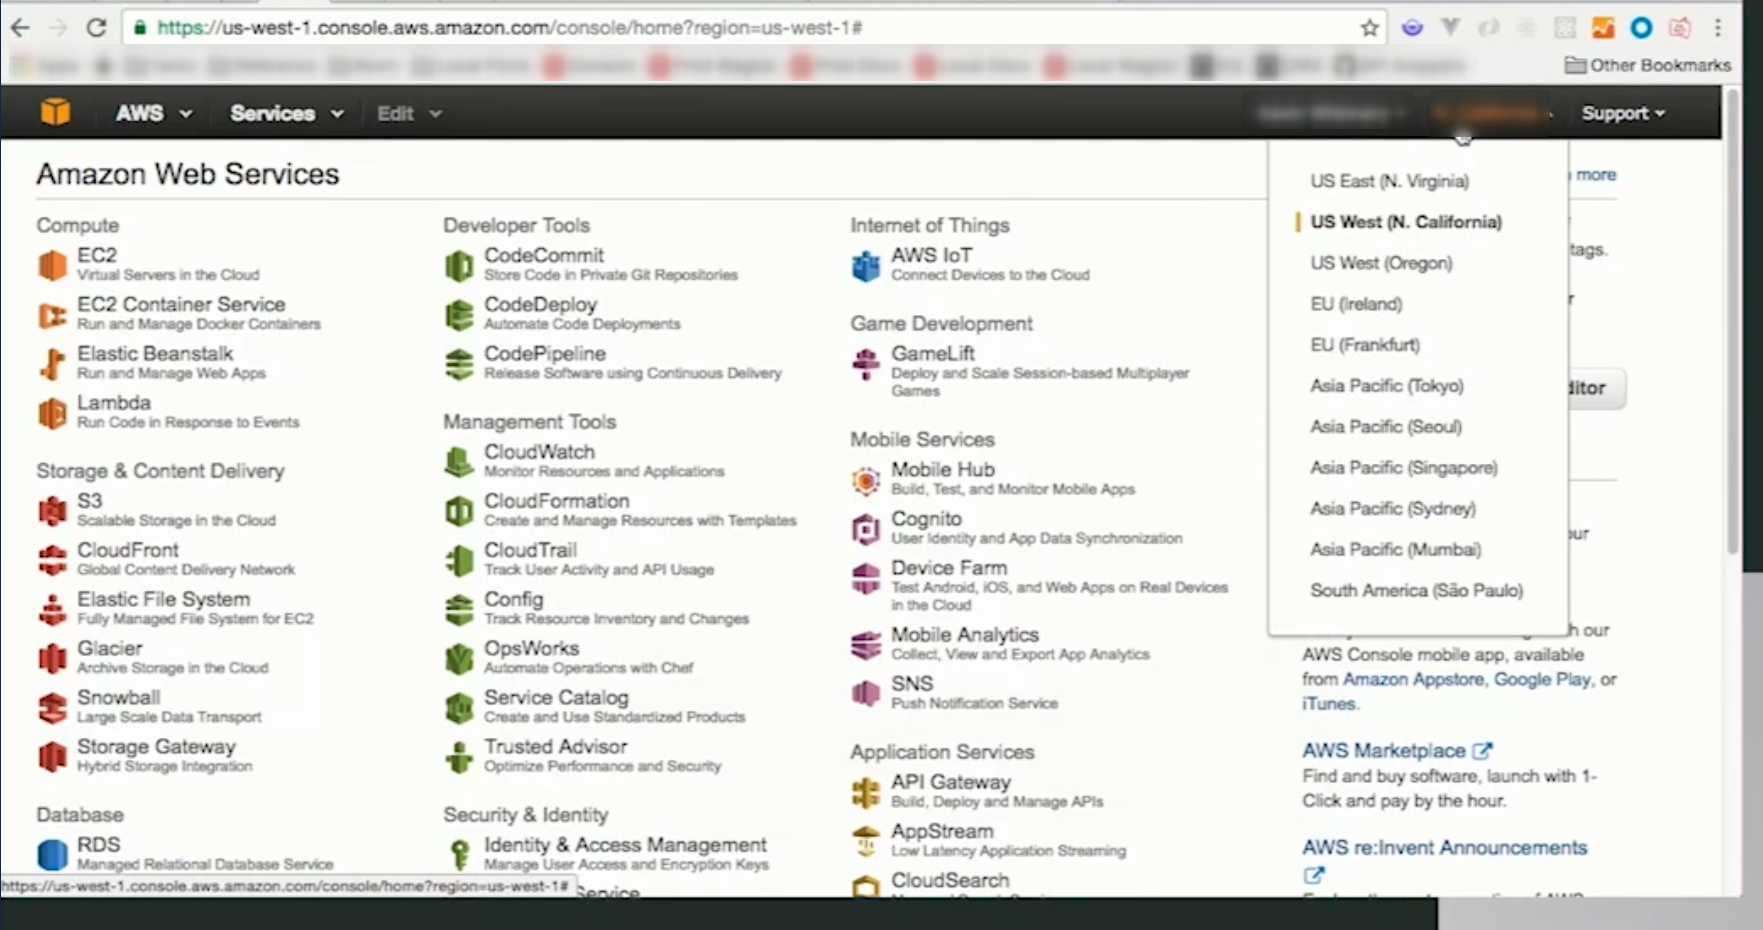 https://us-west-1.console.aws.amazon.com/console/home?region=us-west-1#
Other Bookmarks
AWS Services Edit Support
Amazon Web Services
Compute
EC2
Virtual Servers in the Cloud
EC2 Container Service
Run and Manage Docker Containers
Elastic Beanstalk
Run and Manage Web Apps
Lambda
Run Code in Response to Events
Storage & Content Delivery
S3
Scalable Storage in the Cloud
CloudFront
Global Content Delivery Network
Elastic File System
Fully Managed File System for EC2
Glacier
Archive Storage in the Cloud
Snowball
Large Scale Data Transport
Storage Gateway
Hybrid Storage Integration
Database
RDS
Managed Relational Database Service
https://us-west-1.console.aws.amazon.com/console/home?region=us-west-1#
Developer Tools
CodeCommit
Store Code in Private Git Repositories
CodeDeploy
Automate Code Deployments
CodePipeline
Release Software using Continuous Delivery
Management Tools
CloudWatch
Monitor Resources and Applications
CloudFormation
Create and Manage Resources with Templates
CloudTrail
Track User Activity and API Usage
Config
Track Resource Inventory and Changes
OpsWorks
Automate Operations with Chef
Service Catalog
Create and Use Standardized Products
Trusted Advisor
Optimize Performance and Security
Security & Identity
Identity & Access Management
Manage User Access and Encryption Keys
Service
Internet of Things
AWS IoT
Connect Devices to the Cloud
Game Development
GameLift
Deploy and Scale Session-based Multiplayer
Games
Mobile Services
Mobile Hub
Build, Test, and Monitor Mobile Apps
Cognito
User Identity and App Data Synchronization
Device Farm
Test Android, iOS, and Web Apps on Real Devices
in the Cloud
Mobile Analytics
Collect, View and Export App Analytics
SNS
Push Notification Service
Application Services
API Gateway
Build, Deploy and Manage APIs
AppStream
Low Latency Application Streaming
CloudSearch
US East (N. Virginia)
US West (N. California)
US West (Oregon)
EU (Ireland)
EU (Frankfurt)
Asia Pacific (Tokyo)
Asia Pacific (Seoul)
Asia Pacific (Singapore)
Asia Pacific (Sydney)
Asia Pacific (Mumbai)
South America (São Paulo)
more
tags.
itor
our
h our
AWS Console mobile app, available
from Amazon Appstore, Google Play, or
iTunes.
AWS Marketplace
Find and buy software, launch with 1-
Click and pay by the hour.
AWS re:Invent Announcements